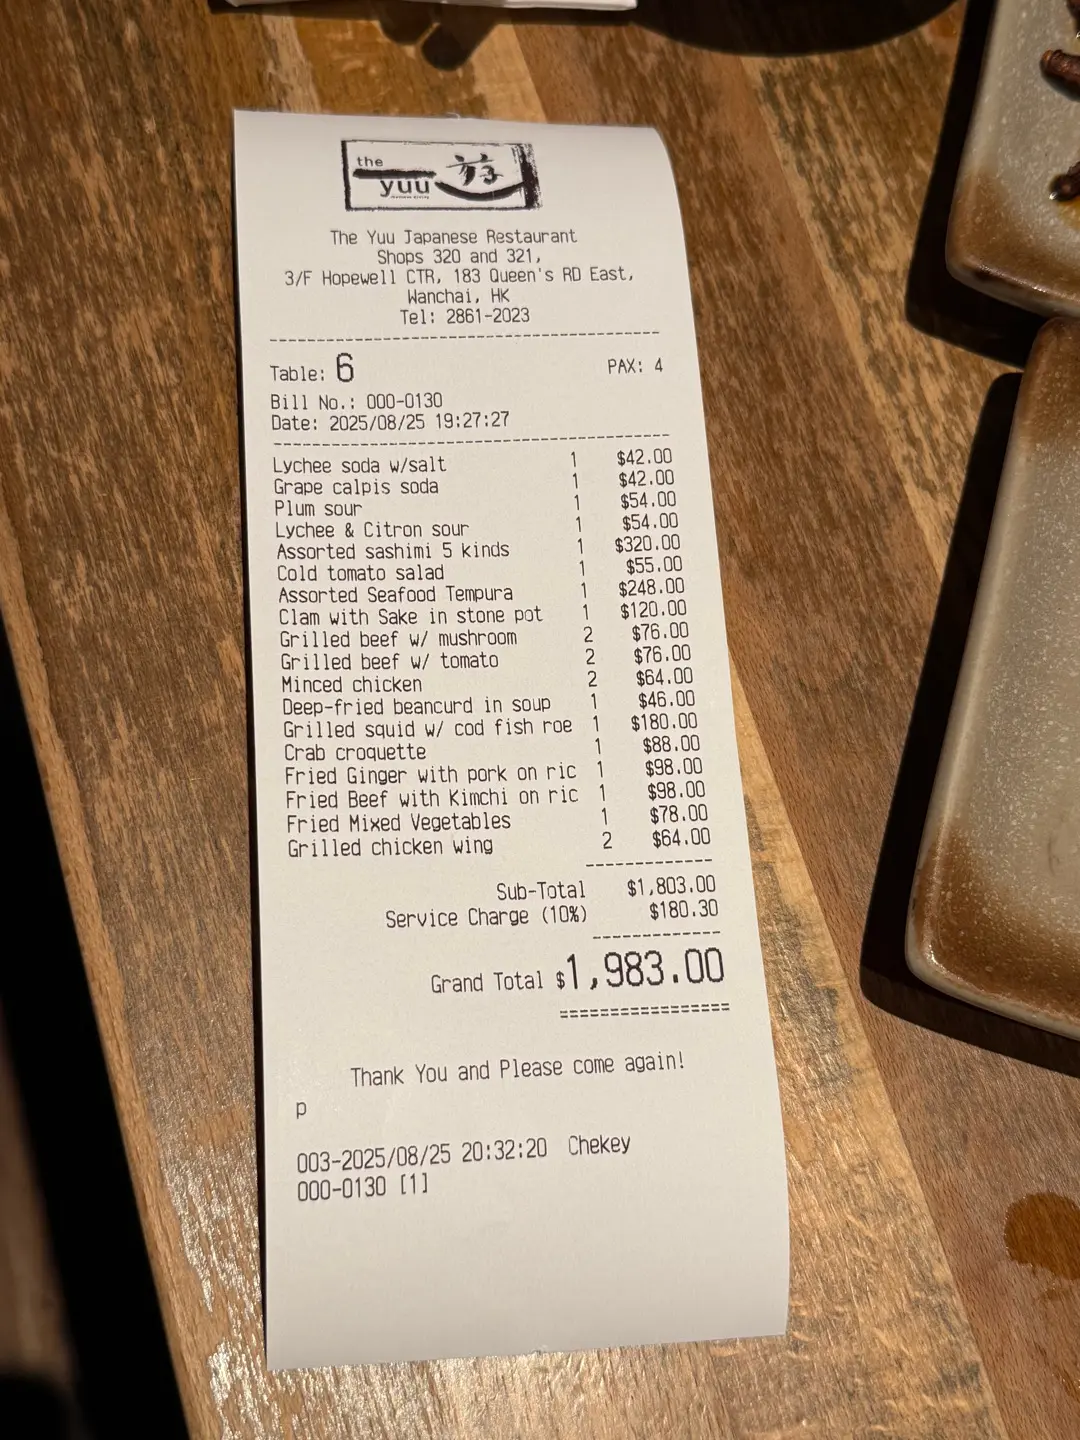 the
yuu
The Yuu Japanese Restaurant
Shops 320 and 321,
3/F Hopewell CTR, 183 Queen's RD East,
Wanchai, HK
Tel: 2861-2023
Table: 6 PAX: 4
Bill No.: 000-0130
Date: 2025/08/25 19:27:27
Lychee soda w/salt 1 $42.00
Grape calpis soda 1 $42.00
Plum sour 1 $54.00
Lychee & Citron sour 1 $54.00
Assorted sashimi 5 kinds 1 $320.00
Cold tomato salad 1 $55.00
Assorted Seafood Tempura 1 $248.00
Clam with Sake in stone pot 1 $120.00
Grilled beef w/ mushroom 2 $76.00
Grilled beef w/ tomato 2 $76.00
Minced chicken 2 $64.00
Deep-fried beancurd in soup 1 $46.00
Grilled squid w/ cod fish roe 1 $180.00
Crab croquette 1 $88.00
Fried Ginger with pork on ric 1 $98.00
Fried Beef with Kimchi on ric 1 $98.00
Fried Mixed Vegetables 1 $78.00
Grilled chicken wing 2 $64.00
Sub-Total $1,803.00
Service Charge (10%) $180.30
Grand Total $1,983.00
Thank You and Please come again!
p
003-2025/08/25 20:32:20 Chekey
000-0130 [1]